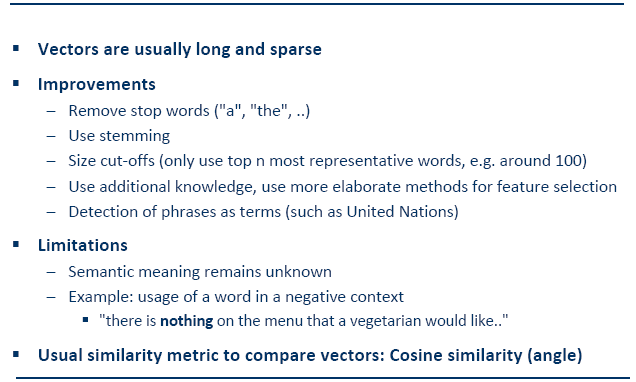 ▪ Vectors are usually long and sparse
▪ Improvements
– Remove stop words ("a", "the", ..)
– Use stemming
– Size cut-offs (only use top n most representative words, e.g. around 100)
– Use additional knowledge, use more elaborate methods for feature selection
– Detection of phrases as terms (such as United Nations)
▪ Limitations
– Semantic meaning remains unknown
– Example: usage of a word in a negative context
▪ "there is nothing on the menu that a vegetarian would like.."
▪ Usual similarity metric to compare vectors: Cosine similarity (angle)